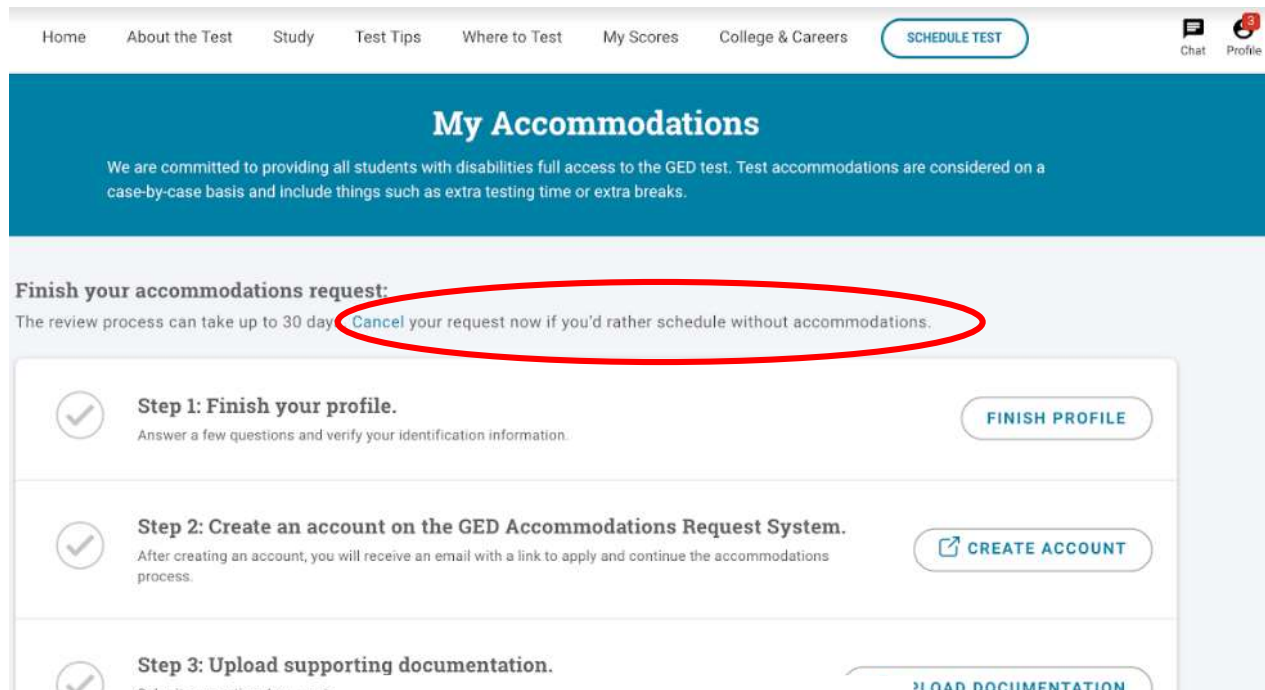 Home About the Test Study Test Tips Where to Test My Scores College & Careers SCHEDULE TEST 3
Chat Profile
My Accommodations
We are committed to providing all students with disabilities full access to the GED test. Test accommodations are considered on a
case-by-case basis and include things such as extra testing time or extra breaks.
Finish your accommodations request:
The review process can take up to 30 day Cancel your request now if you'd rather schedule without accommodations.
Step 1: Finish your profile.
Answer a few questions and verify your identification information.
FINISH PROFILE
Step 2: Create an account on the GED Accommodations Request System.
After creating an account, you will receive an email with a link to apply and continue the accommodations
process.
CREATE ACCOUNT
Step 3: Upload supporting documentation.
DOCUMENTATION